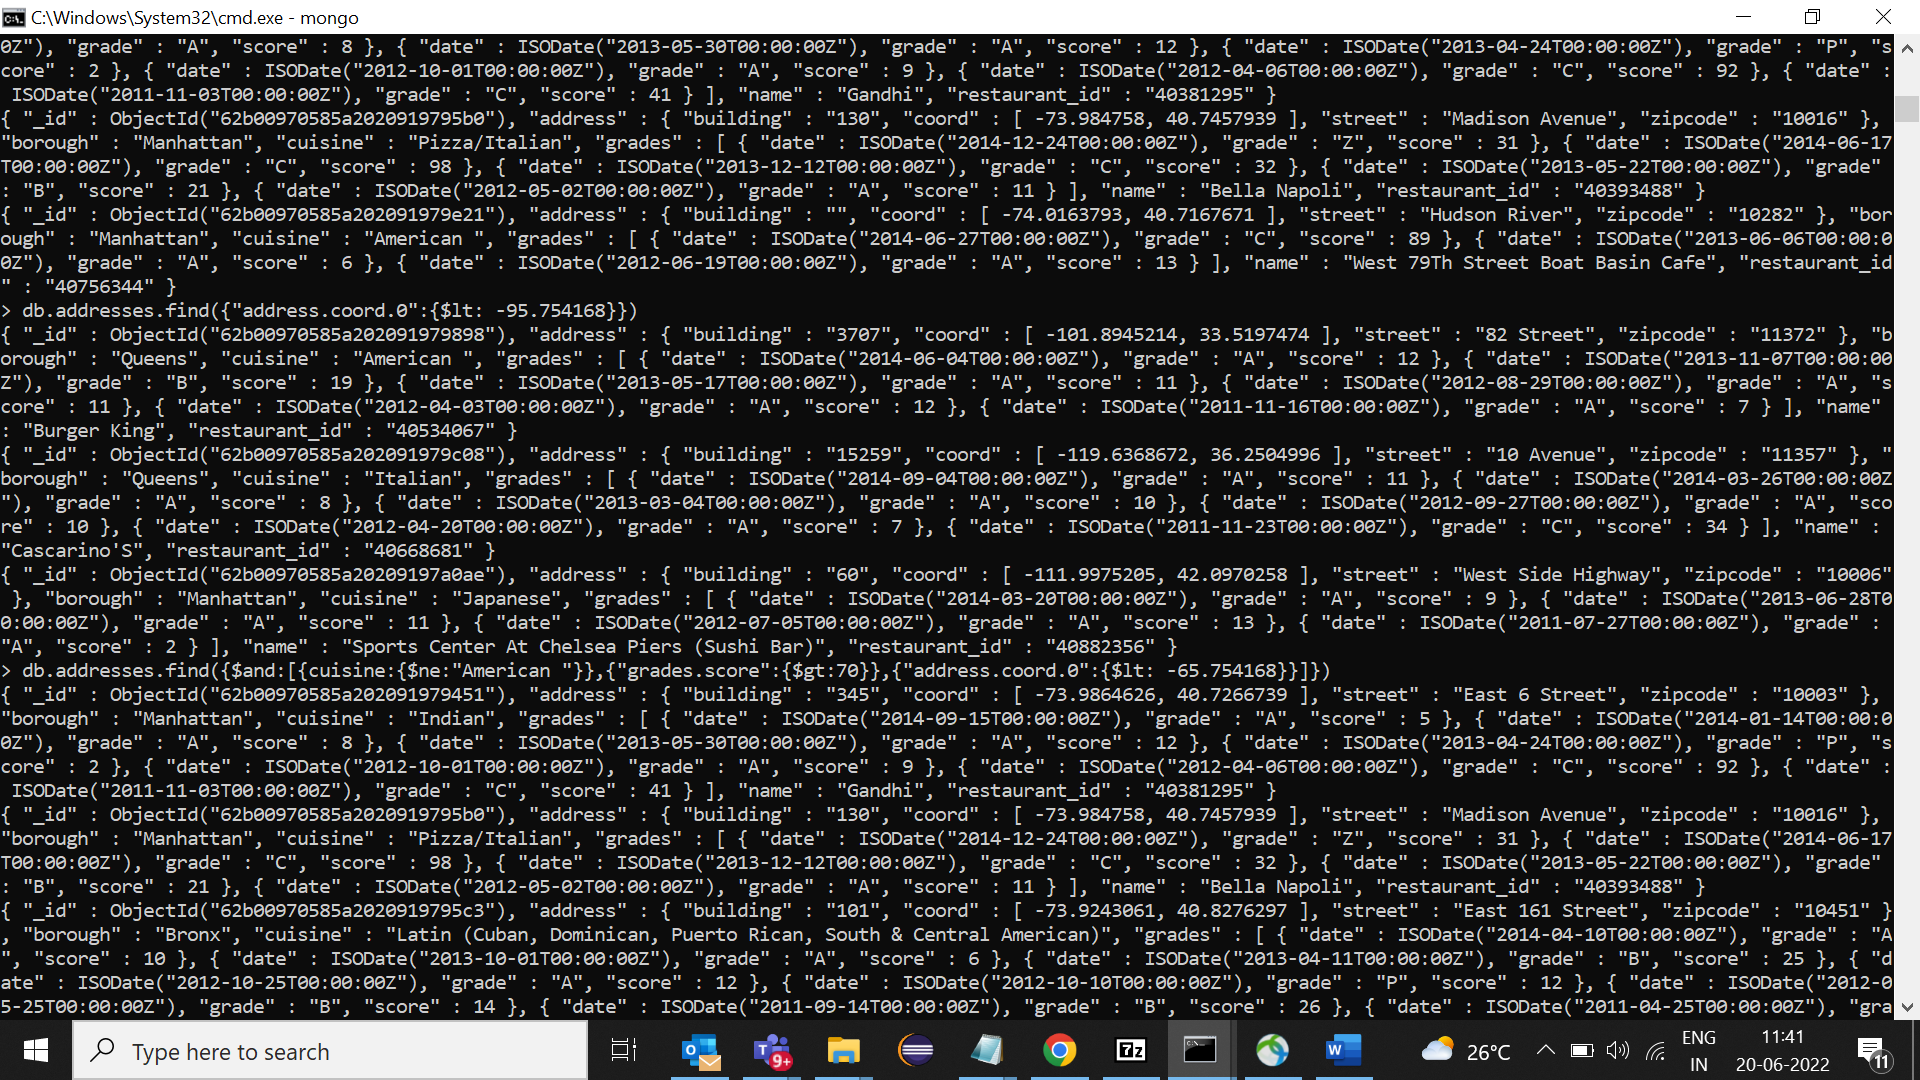 C:\Windows\System32\cmd.exe - mongo
0Z"), "grade" : "A", "score" : 8 }, { "date" : ISODate("2013-05-30T00:00:00Z"), "grade" : "A", "score" : 12 }, { "date" : ISODate("2013-04-24T00:00:00Z"), "grade" : "P", "s
core" : 2 }, { "date" : ISODate("2012-10-01T00:00:00Z"), "grade" : "A", "score" : 9 }, { "date" : ISODate("2012-04-06T00:00:00Z"), "grade" : "C", "score" : 92 }, { "date" :
ISODate("2011-11-03T00:00:00Z"), "grade" : "C", "score" : 41 } ], "name" : "Gandhi", "restaurant_id" : "40381295" }
{ "_id" : ObjectId("62b00970585a2020919795b0"), "address" : { "building" : "130", "coord" : [ -73.984758, 40.7457939 ], "street" : "Madison Avenue", "zipcode" : "10016" },
"borough" : "Manhattan", "cuisine" : "Pizza/Italian", "grades" : [ { "date" : ISODate("2014-12-24T00:00:00Z"), "grade" : "Z", "score" : 31 }, { "date" : ISODate("2014-06-17
T00:00:00Z"), "grade" : "C", "score" : 98 }, { "date" : ISODate("2013-12-12T00:00:00Z"), "grade" : "C", "score" : 32 }, { "date" : ISODate("2013-05-22T00:00:00Z"), "grade"
: "B", "score" : 21 }, { "date" : ISODate("2012-05-02T00:00:00Z"), "grade" : "A", "score" : 11 } ], "name" : "Bella Napoli", "restaurant_id" : "40393488" }
{ "_id" : ObjectId("62b00970585a202091979e21"), "address" : { "building" : "", "coord" : [ -74.0163793, 40.7167671 ], "street" : "Hudson River", "zipcode" : "10282" }, "bor
ough" : "Manhattan", "cuisine" : "American ", "grades" : [ { "date" : ISODate("2014-06-27T00:00:00Z"), "grade" : "C", "score" : 89 }, { "date" : ISODate("2013-06-06T00:00:0
0Z"), "grade" : "A", "score" : 6 }, { "date" : ISODate("2012-06-19T00:00:00Z"), "grade" : "A", "score" : 13 } ], "name" : "West 79Th Street Boat Basin Cafe", "restaurant_id
" : "40756344" }
> db.addresses.find({"address.coord.0":{$lt: -95.754168}})
{ "_id" : ObjectId("62b00970585a202091979898"), "address" : { "building" : "3707", "coord" : [ -101.8945214, 33.5197474 ], "street" : "82 Street", "zipcode" : "11372" }, "b
orough" : "Queens", "cuisine" : "American ", "grades" : [ { "date" : ISODate("2014-06-04T00:00:00Z"), "grade" : "A", "score" : 12 }, { "date" : ISODate("2013-11-07T00:00:00
Z"), "grade" : "B", "score" : 19 }, { "date" : ISODate("2013-05-17T00:00:00Z"), "grade" : "A", "score" : 11 }, { "date" : ISODate("2012-08-29T00:00:00Z"), "grade" : "A", "s
core" : 11 }, { "date" : ISODate("2012-04-03T00:00:00Z"), "grade" : "A", "score" : 12 }, { "date" : ISODate("2011-11-16T00:00:00Z"), "grade" : "A", "score" : 7 } ], "name"
: "Burger King", "restaurant_id" : "40534067" }
{ "_id" : ObjectId("62b00970585a202091979c08"), "address" : { "building" : "15259", "coord" : [ -119.6368672, 36.2504996 ], "street" : "10 Avenue", "zipcode" : "11357" }, "
borough" : "Queens", "cuisine" : "Italian", "grades" : [ { "date" : ISODate("2014-09-04T00:00:00Z"), "grade" : "A", "score" : 11 }, { "date" : ISODate("2014-03-26T00:00:00Z
"), "grade" : "A", "score" : 8 }, { "date" : ISODate("2013-03-04T00:00:00Z"), "grade" : "A", "score" : 10 }, { "date" : ISODate("2012-09-27T00:00:00Z"), "grade" : "A", "sco
re" : 10 }, { "date" : ISODate("2012-04-20T00:00:00Z"), "grade" : "A", "score" : 7 }, { "date" : ISODate("2011-11-23T00:00:00Z"), "grade" : "C", "score" : 34 } ], "name" :
"Cascarino'S", "restaurant_id" : "40668681" }
{ "_id" : ObjectId("62b00970585a20209197a0ae"), "address" : { "building" : "60", "coord" : [ -111.9975205, 42.0970258 ], "street" : "West Side Highway", "zipcode" : "10006"
}, "borough" : "Manhattan", "cuisine" : "Japanese", "grades" : [ { "date" : ISODate("2014-03-20T00:00:00Z"), "grade" : "A", "score" : 9 }, { "date" : ISODate("2013-06-28T0
0:00:00Z"), "grade" : "A", "score" : 11 }, { "date" : ISODate("2012-07-05T00:00:00Z"), "grade" : "A", "score" : 13 }, { "date" : ISODate("2011-07-27T00:00:00Z"), "grade" :
"A", "score" : 2 } ], "name" : "Sports Center At Chelsea Piers (Sushi Bar)", "restaurant_id" : "40882356" }
> db.addresses.find({$and:[{cuisine:{$ne:"American "}},{"grades.score":{$gt:70}},{"address.coord.0":{$lt: -65.754168}}]})
{ "_id" : ObjectId("62b00970585a202091979451"), "address" : { "building" : "345", "coord" : [ -73.9864626, 40.7266739 ], "street" : "East 6 Street", "zipcode" : "10003" },
"borough" : "Manhattan", "cuisine" : "Indian", "grades" : [ { "date" : ISODate("2014-09-15T00:00:00Z"), "grade" : "A", "score" : 5 }, { "date" : ISODate("2014-01-14T00:00:0
0Z"), "grade" : "A", "score" : 8 }, { "date" : ISODate("2013-05-30T00:00:00Z"), "grade" : "A", "score" : 12 }, { "date" : ISODate("2013-04-24T00:00:00Z"), "grade" : "P", "s
core" : 2 }, { "date" : ISODate("2012-10-01T00:00:00Z"), "grade" : "A", "score" : 9 }, { "date" : ISODate("2012-04-06T00:00:00Z"), "grade" : "C", "score" : 92 }, { "date" :
ISODate("2011-11-03T00:00:00Z"), "grade" : "C", "score" : 41 } ], "name" : "Gandhi", "restaurant_id" : "40381295" }
{ "_id" : ObjectId("62b00970585a2020919795b0"), "address" : { "building" : "130", "coord" : [ -73.984758, 40.7457939 ], "street" : "Madison Avenue", "zipcode" : "10016" },
"borough" : "Manhattan", "cuisine" : "Pizza/Italian", "grades" : [ { "date" : ISODate("2014-12-24T00:00:00Z"), "grade" : "Z", "score" : 31 }, { "date" : ISODate("2014-06-17
T00:00:00Z"), "grade" : "C", "score" : 98 }, { "date" : ISODate("2013-12-12T00:00:00Z"), "grade" : "C", "score" : 32 }, { "date" : ISODate("2013-05-22T00:00:00Z"), "grade"
: "B", "score" : 21 }, { "date" : ISODate("2012-05-02T00:00:00Z"), "grade" : "A", "score" : 11 } ], "name" : "Bella Napoli", "restaurant_id" : "40393488" }
{ "_id" : ObjectId("62b00970585a2020919795c3"), "address" : { "building" : "101", "coord" : [ -73.9243061, 40.8276297 ], "street" : "East 161 Street", "zipcode" : "10451" }
, "borough" : "Bronx", "cuisine" : "Latin (Cuban, Dominican, Puerto Rican, South & Central American)", "grades" : [ { "date" : ISODate("2014-04-10T00:00:00Z"), "grade" : "A
", "score" : 10 }, { "date" : ISODate("2013-10-01T00:00:00Z"), "grade" : "A", "score" : 6 }, { "date" : ISODate("2013-04-11T00:00:00Z"), "grade" : "B", "score" : 25 }, { "d
ate" : ISODate("2012-10-25T00:00:00Z"), "grade" : "A", "score" : 12 }, { "date" : ISODate("2012-10-10T00:00:00Z"), "grade" : "P", "score" : 12 }, { "date" : ISODate("2012-0
5-25T00:00:00Z"), "grade" : "B", "score" : 14 }, { "date" : ISODate("2011-09-14T00:00:00Z"), "grade" : "B", "score" : 26 }, { "date" : ISODate("2011-04-25T00:00:00Z"), "gra
Type here to search
9+
7z
W
26°C
ENG
IN
11:41
20-06-2022
11